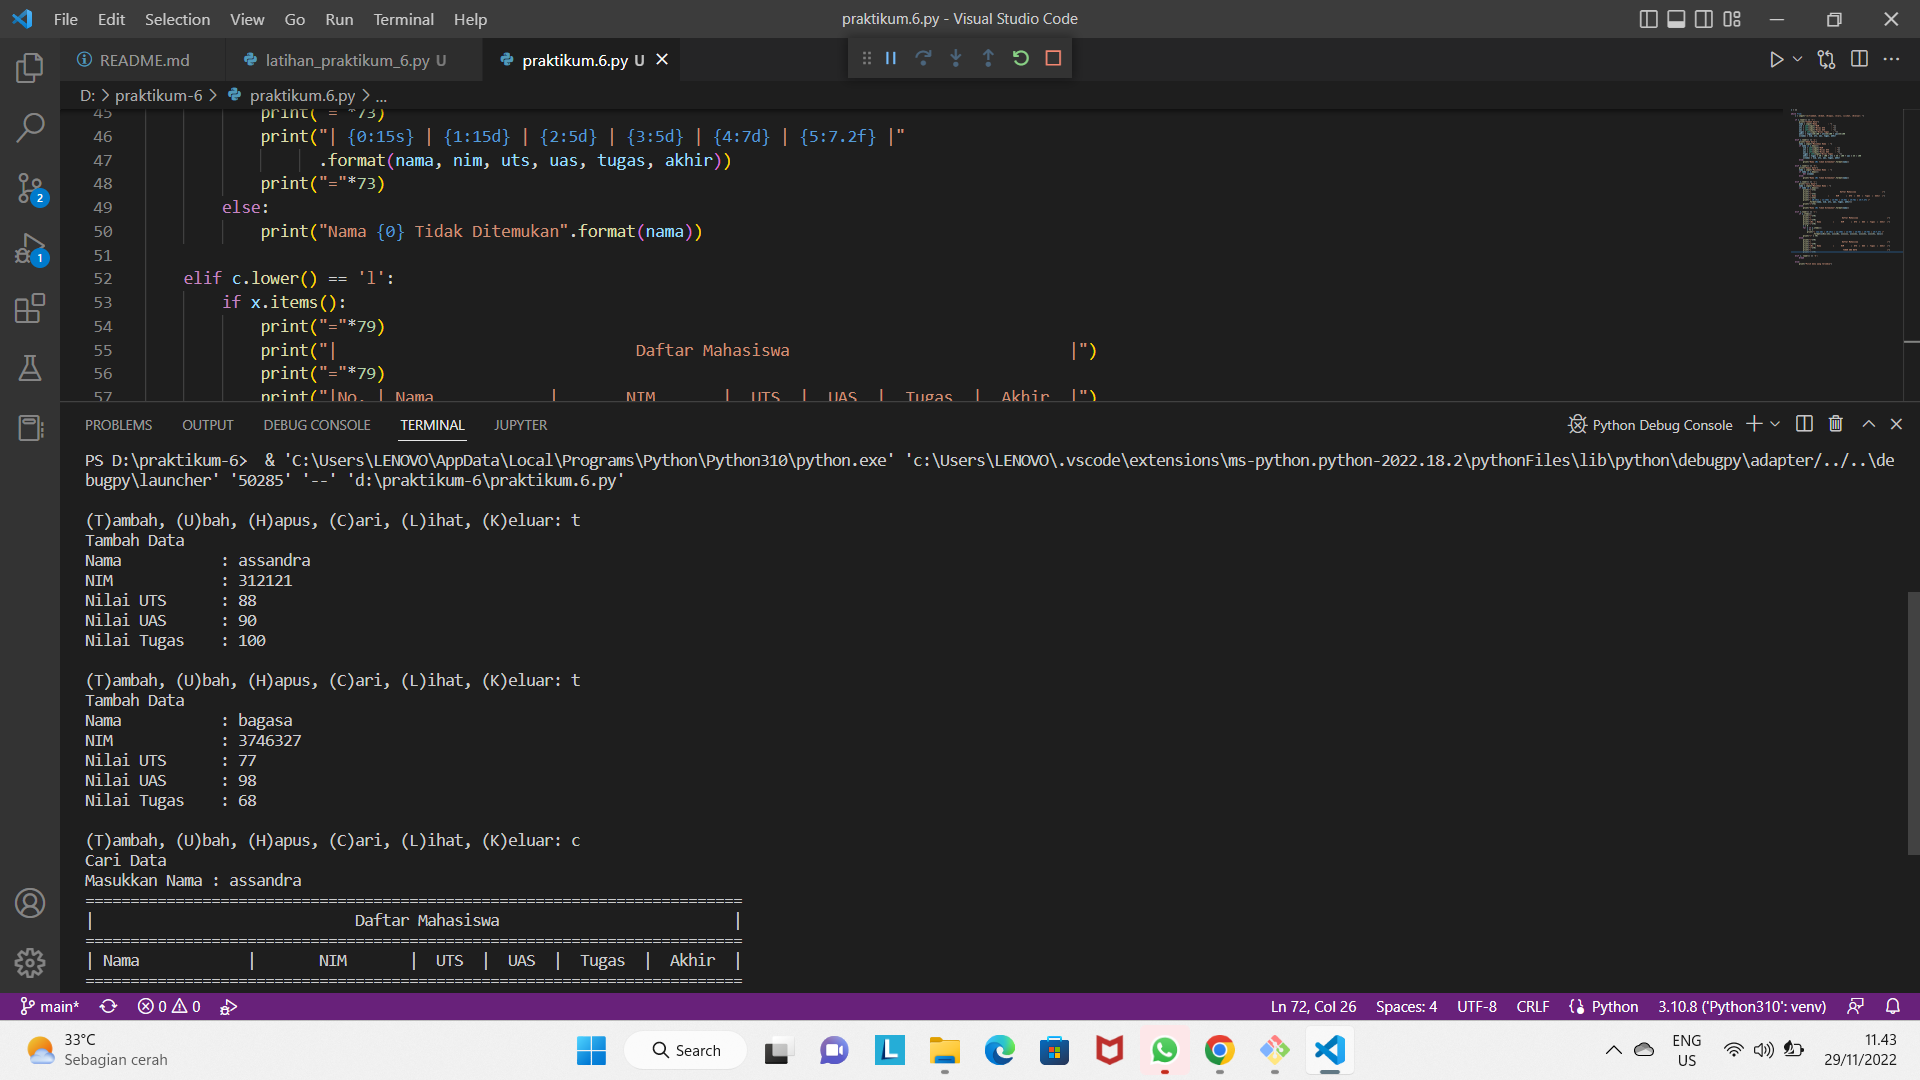 File Edit Selection View Go Run Terminal Help
praktikum.6.py - Visual Studio Code
README.md
latihan_praktikum_6.py U
praktikum.6.py U
D: > praktikum-6 > praktikum.6.py > ...
45 print("="*73)
46 print("| {0:15s} | {1:15d} | {2:5d} | {3:5d} | {4:7d} | {5:7.2f} |"
47 .format(nama, nim, uts, uas, tugas, akhir))
48 print("="*73)
49 else:
50 print("Nama {0} Tidak Ditemukan".format(nama))
51
52 elif c.lower() == 'l':
53 if x.items():
54 print("="*79)
55 print("| Daftar Mahasiswa |")
56 print("="*79)
57 print("|No. | Nama | NIM | UTS | UAS | Tugas | Akhir |")
PROBLEMS OUTPUT DEBUG CONSOLE TERMINAL JUPYTER
Python Debug Console
PS D:\praktikum-6>  & 'C:\Users\LENOVO\AppData\Local\Programs\Python\Python310\python.exe' 'c:\Users\LENOVO\.vscode\extensions\ms-python.python-2022.18.2\pythonFiles\lib\python\debugpy\adapter/../..\de
bugpy\launcher' '50285' '--' 'd:\praktikum-6\praktikum.6.py'
(T)ambah, (U)bah, (H)apus, (C)ari, (L)ihat, (K)eluar: t
Tambah Data
Nama : assandra
NIM : 312121
Nilai UTS : 88
Nilai UAS : 90
Nilai Tugas : 100
(T)ambah, (U)bah, (H)apus, (C)ari, (L)ihat, (K)eluar: t
Tambah Data
Nama : bagasa
NIM : 3746327
Nilai UTS : 77
Nilai UAS : 98
Nilai Tugas : 68
(T)ambah, (U)bah, (H)apus, (C)ari, (L)ihat, (K)eluar: c
Cari Data
Masukkan Nama : assandra
=========================================================================
| Daftar Mahasiswa |
=========================================================================
| Nama | NIM | UTS | UAS | Tugas | Akhir |
=========================================================================
2
1
main* 0 0
Ln 72, Col 26 Spaces: 4 UTF-8 CRLF Python 3.10.8 ('Python310': venv)
33°C
Sebagian cerah
Search
ENG
US
11.43
29/11/2022